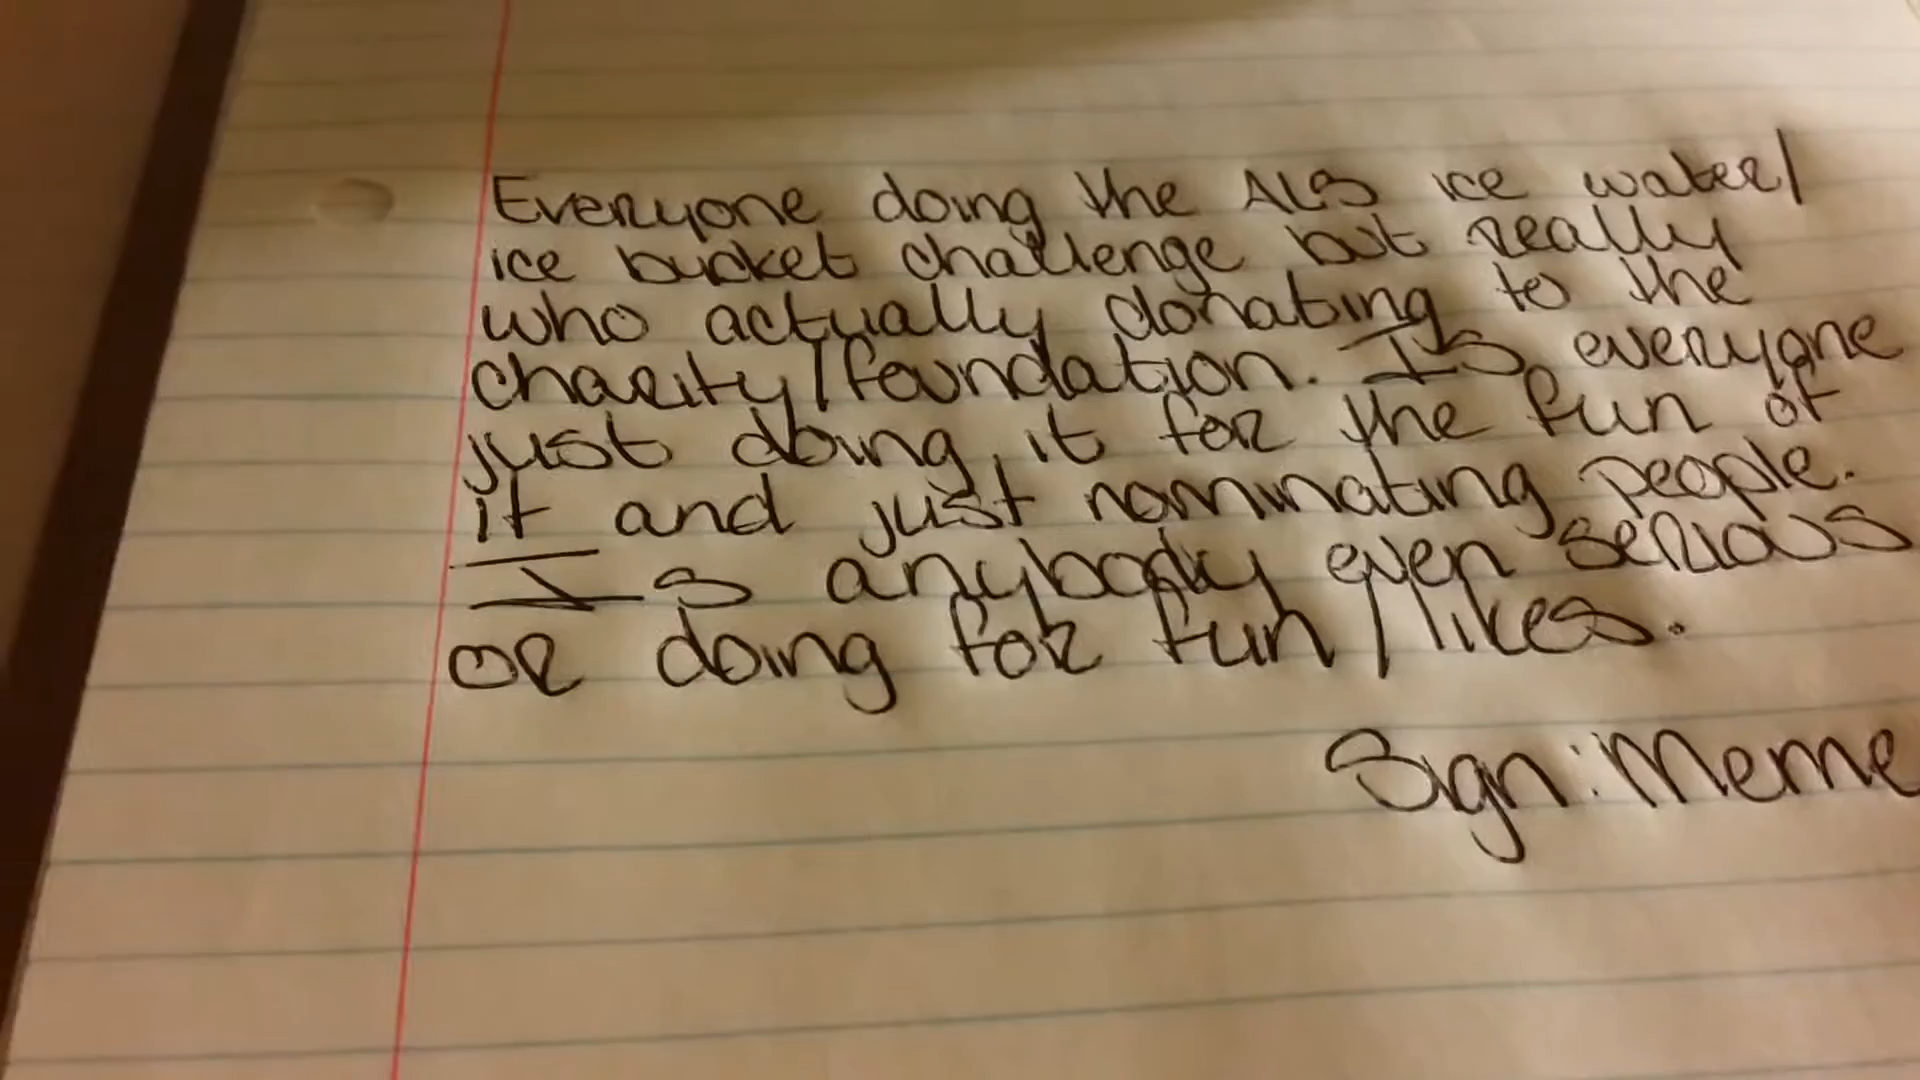 Everyone doing the ALS ice water/
ice bucket challenge but really
who actually donating to the
charity/foundation. Is everyone
just doing it for the fun of
it and just nominating people.
Is anybody even serious
or doing for fun/likes.
Sign: Meme